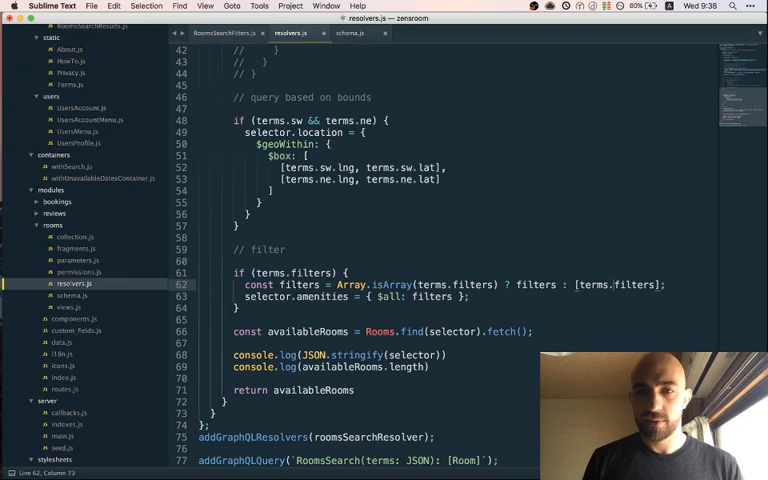 Sublime Text File Edit Selection Find View Goto Tools Project Window Help 80% Wed 9:38
resolvers.js — zensroom
RoomsSearchResults.js
static
About.js
HowTo.js
Privacy.js
Terms.js
users
UsersAccount.js
UsersAccountMenu.js
UsersMenu.js
UsersProfile.js
containers
withSearch.js
withUnavailableDatesContainer.js
modules
bookings
reviews
rooms
collection.js
fragments.js
parameters.js
permissions.js
resolvers.js
schema.js
views.js
components.js
custom_fields.js
data.js
i18n.js
icons.js
index.js
routes.js
server
callbacks.js
indexes.js
main.js
seed.js
stylesheets
RoomsSearchFilters.js resolvers.js schema.js
42 // }
43 // }
44 // }
45
46 // query based on bounds
47
48 if (terms.sw && terms.ne) {
49 selector.location = {
50 $geoWithin: {
51 $box: [
52 [terms.sw.lng, terms.sw.lat],
53 [terms.ne.lng, terms.ne.lat]
54 ]
55 }
56 }
57 }
58
59 // filter
60
61 if (terms.filters) {
62 const filters = Array.isArray(terms.filters) ? filters : [terms.filters];
63 selector.amenities = { $all: filters };
64 }
65
66 const availableRooms = Rooms.find(selector).fetch();
67
68 console.log(JSON.stringify(selector))
69 console.log(availableRooms.length)
70
71 return availableRooms
72 }
73 }
74 };
75 addGraphQLResolvers(roomsSearchResolver);
76
77 addGraphQLQuery(`RoomsSearch(terms: JSON): [Room]`);
Line 62, Column 73